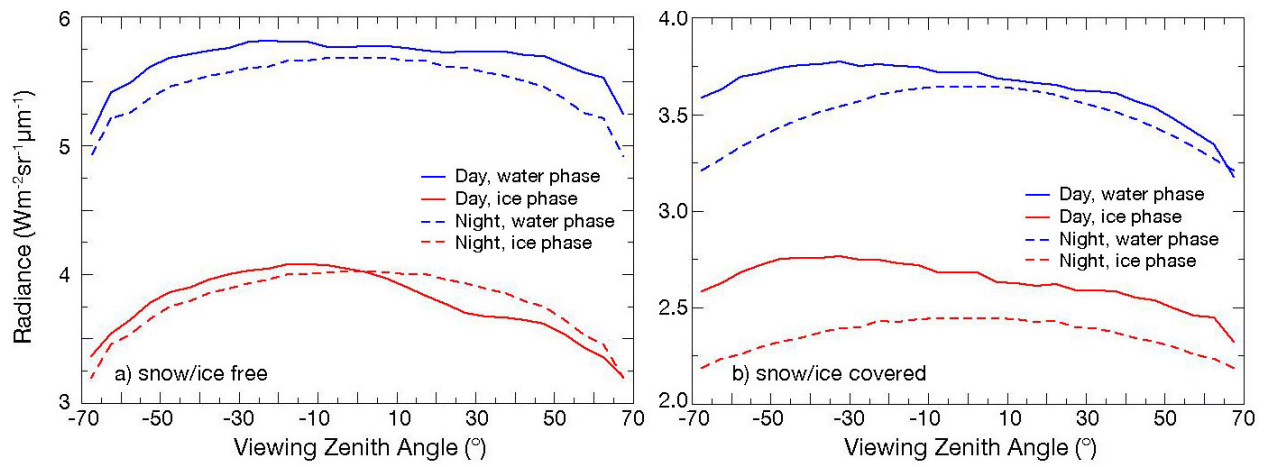 Radiance (Wm⁻²sr⁻¹µm⁻¹)
6
5
4
3
Day, water phase
Day, ice phase
Night, water phase
Night, ice phase
a) snow/ice free
-70 -50 -30 -10 10 30 50 70
Viewing Zenith Angle (°)
4.0
3.5
3.0
2.5
2.0
Day, water phase
Day, ice phase
Night, water phase
Night, ice phase
b) snow/ice covered
-70 -50 -30 -10 10 30 50 70
Viewing Zenith Angle (°)